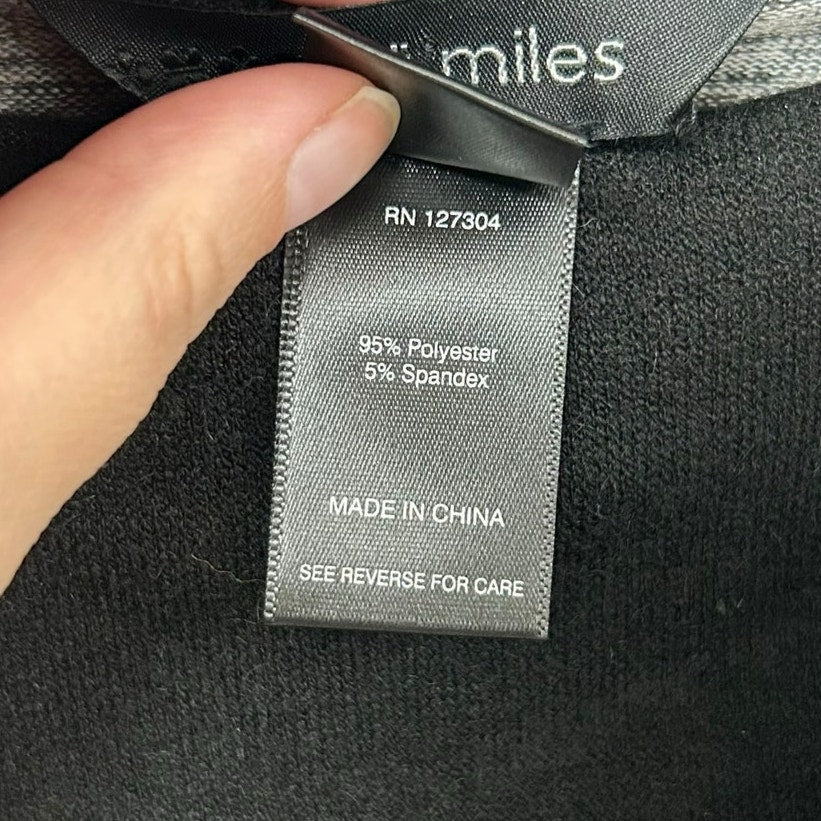 miles
RN 127304
95% Polyester
5% Spandex
MADE IN CHINA
SEE REVERSE FOR CARE